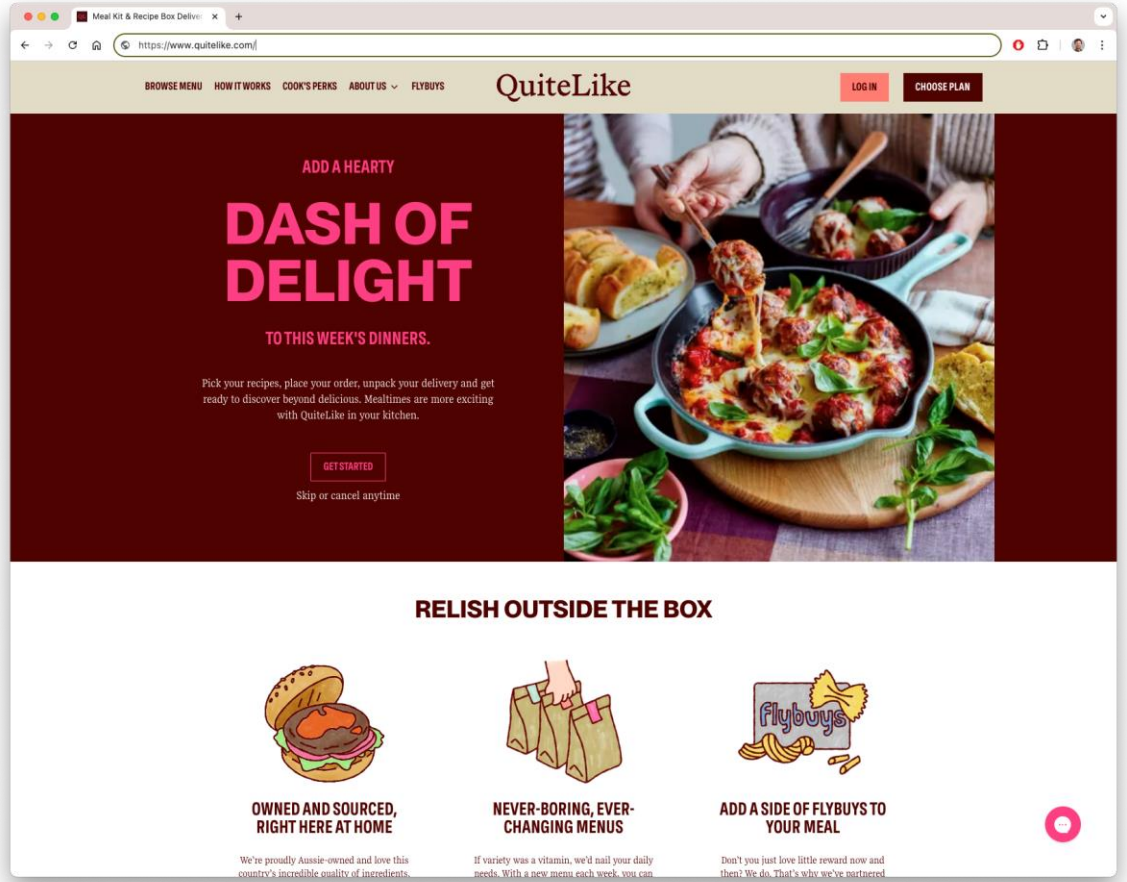 Meal Kit & Recipe Box Deliver
https://www.quitelike.com/
BROWSE MENU HOW IT WORKS COOK'S PERKS ABOUT US FLYBUYS
QuiteLike
LOG IN
CHOOSE PLAN
ADD A HEARTY
DASH OF
DELIGHT
TO THIS WEEK'S DINNERS.
Pick your recipes, place your order, unpack your delivery and get
ready to discover beyond delicious. Mealtimes are more exciting
with QuiteLike in your kitchen.
GET STARTED
Skip or cancel anytime
RELISH OUTSIDE THE BOX
flybuys
OWNED AND SOURCED,
RIGHT HERE AT HOME
We're proudly Aussie-owned and love this
country's incredible quality of ingredients.
NEVER-BORING, EVER-
CHANGING MENUS
If variety was a vitamin, we'd nail your daily
needs. With a new menu each week, you can
ADD A SIDE OF FLYBUYS TO
YOUR MEAL
Don't you just love little reward now and
then? We do. That's why we've partnered